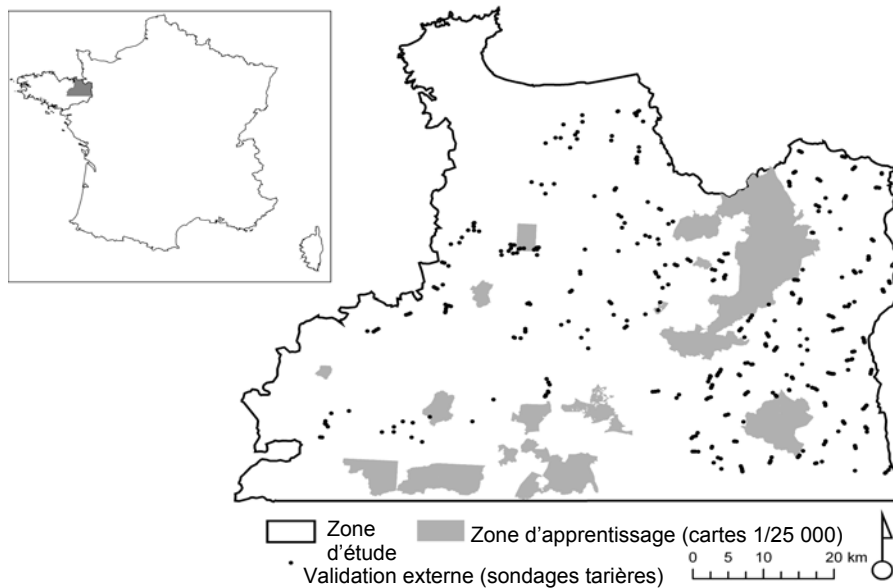 Zone
d'étude
Zone d'apprentissage (cartes 1/25 000)
Validation externe (sondages tarières)
0 5 10 20 km